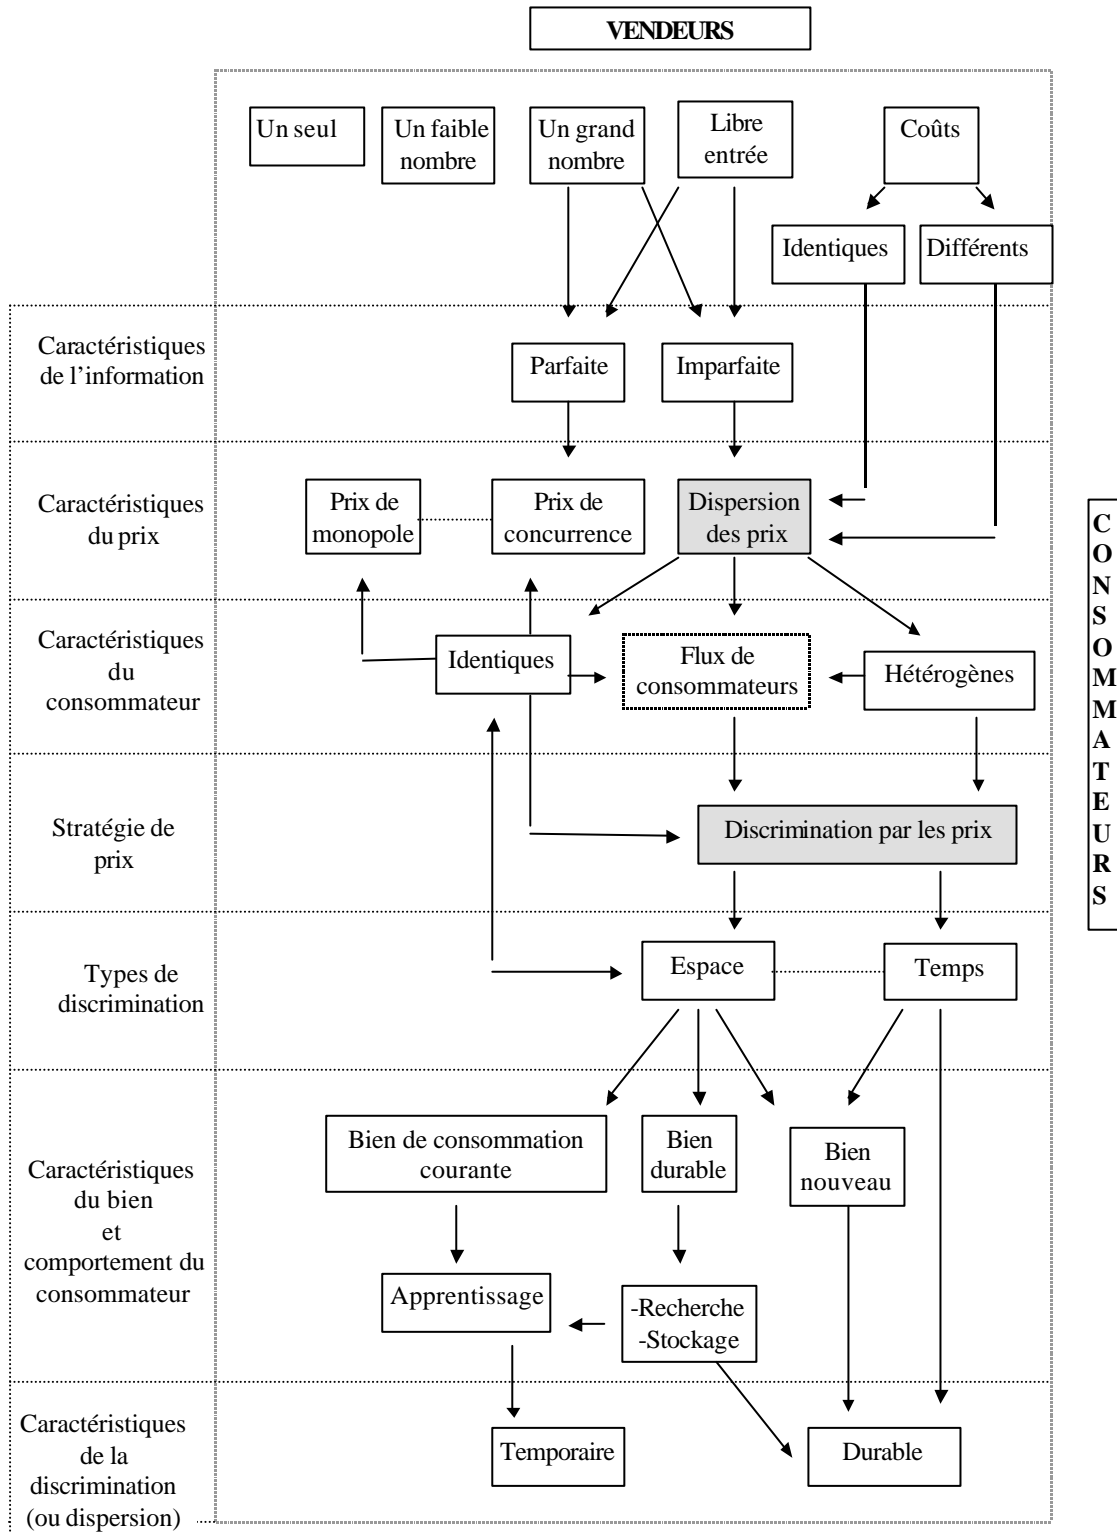 VENDEURS
Un seul
Un faible
nombre
Un grand
nombre
Libre
entrée
Coûts
Identiques
Différents
Caractéristiques
de l’information
Parfaite
Imparfaite
Caractéristiques
du prix
Prix de
monopole
Prix de
concurrence
Dispersion
des prix
Caractéristiques
du
consommateur
Identiques
Flux de
consommateurs
Hétérogènes
Stratégie de
prix
Discrimination par les prix
Types de
discrimination
Espace
Temps
Caractéristiques
du bien
et
comportement du
consommateur
Bien de consommation
courante
Bien
durable
Bien
nouveau
Apprentissage
-Recherche
-Stockage
Caractéristiques
de la
discrimination
(ou dispersion)
Temporaire
Durable
C
O
N
S
O
M
M
A
T
E
U
R
S